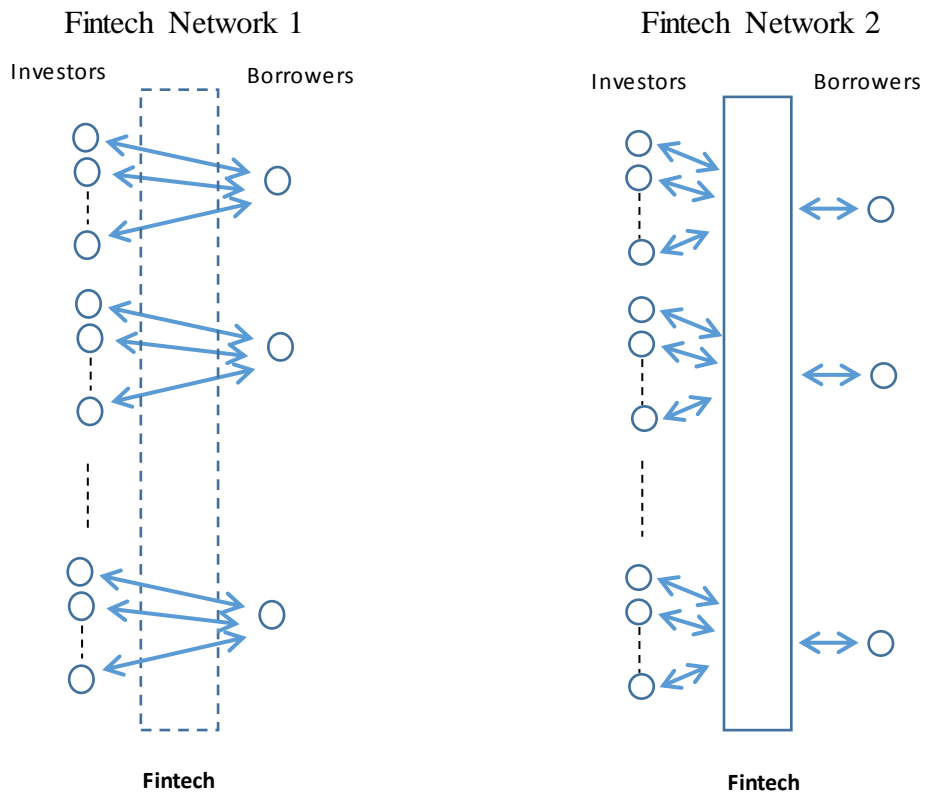 Fintech Network 1
Investors
Borrowers
Fintech
Fintech Network 2
Investors
Borrowers
Fintech